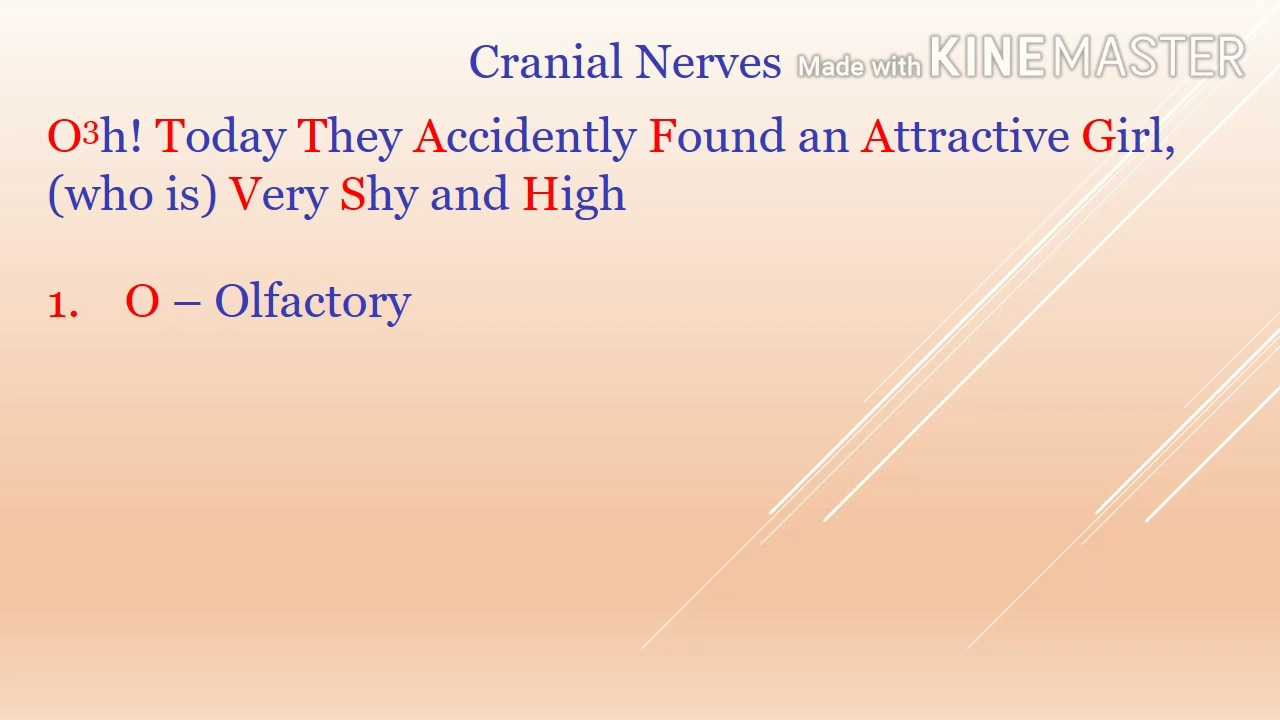 Cranial Nerves
Made with KINEMASTER
O³h! Today They Accidently Found an Attractive Girl,
(who is) Very Shy and High
1. O – Olfactory